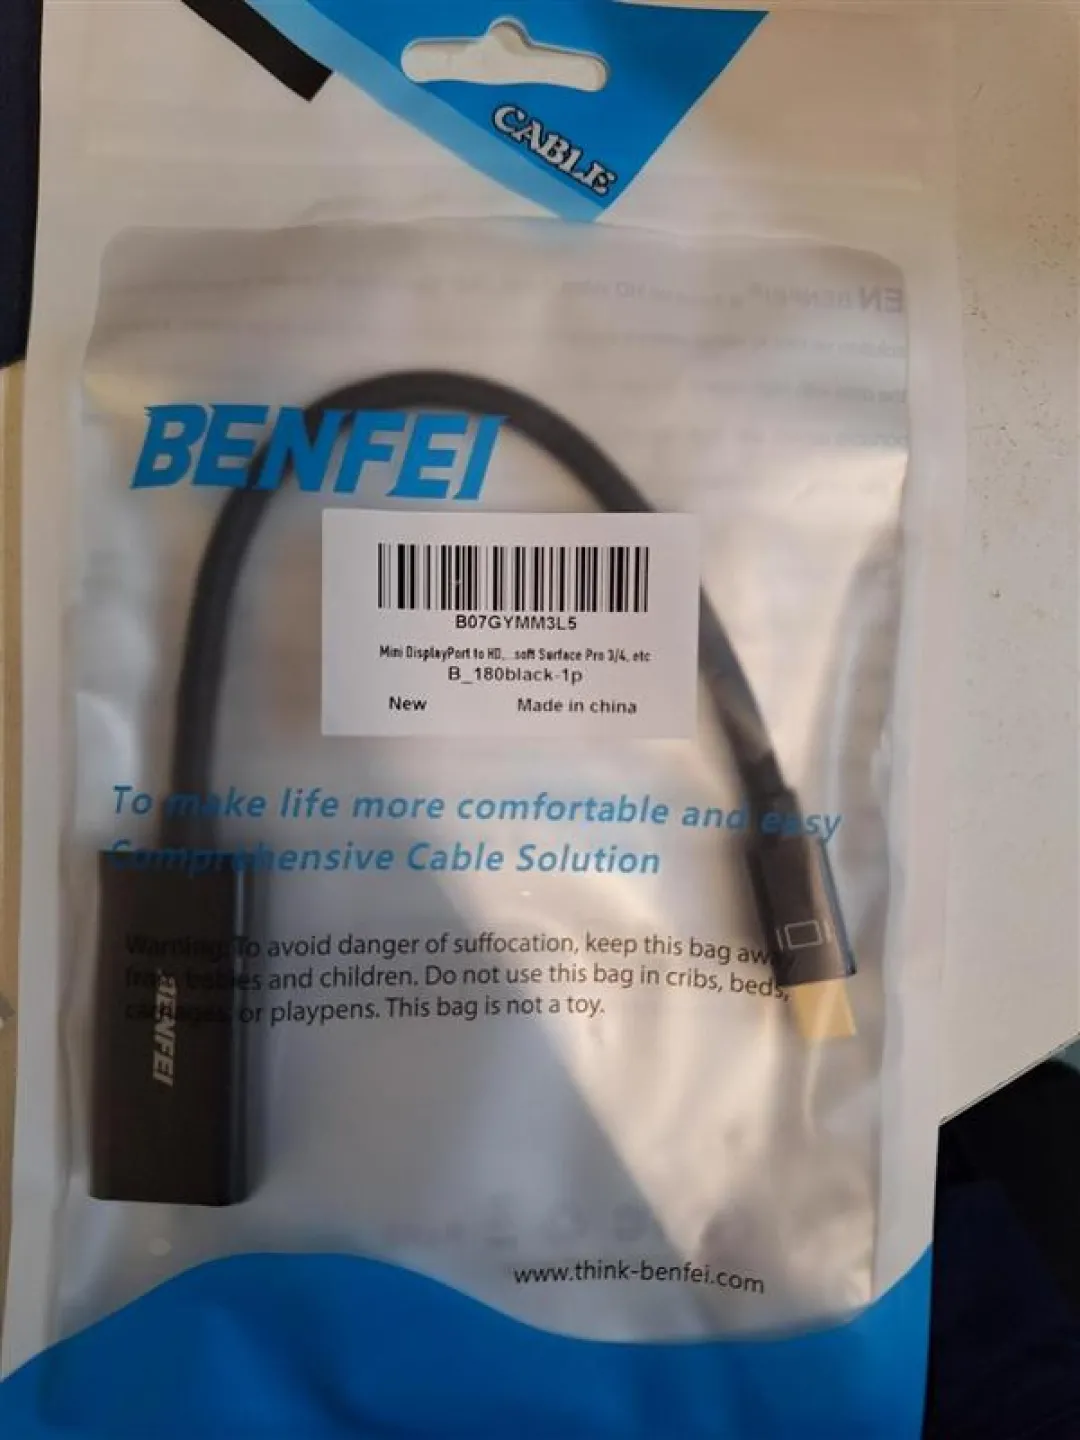 CABLE
EN BENFEI
BENFEI
B07GYMM3L5
Mini DisplayPort to HD,...soft Surface Pro 3/4, etc
B_180black-1p
New Made in china
To make life more comfortable and easy
Comprehensive Cable Solution
Warning: To avoid danger of suffocation, keep this bag away
from babies and children. Do not use this bag in cribs, beds,
carriages, or playpens. This bag is not a toy.
BENFEI
www.think-benfei.com